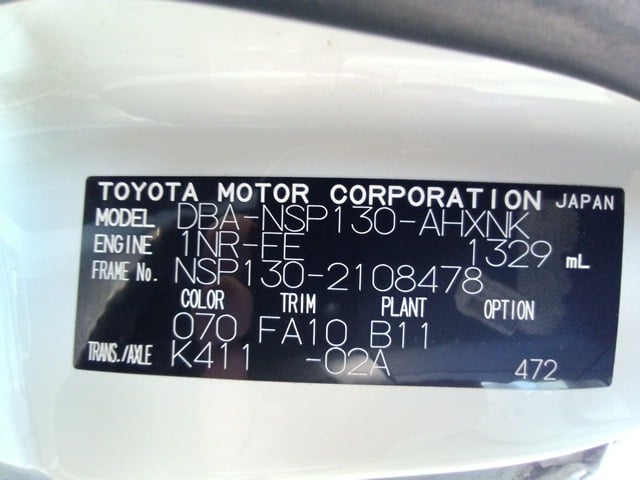 TOYOTA MOTOR CORPORATION JAPAN
MODEL DBA-NSP130-AHXNK
ENGINE 1NR-FE 1329 mL
FRAME No. NSP130-2108478
COLOR TRIM PLANT OPTION
070 FA10 B11
TRANS./AXLE K411 -02A 472